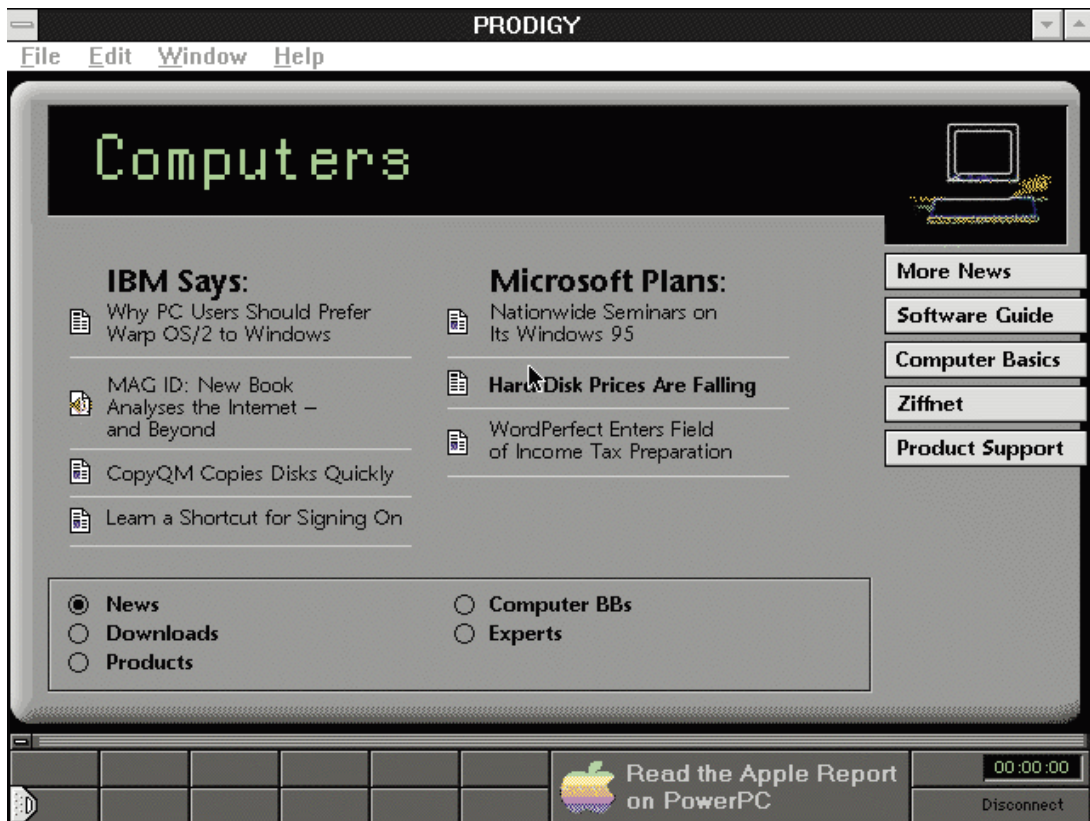 PRODIGY
File Edit Window Help
Computers
IBM Says:
Why PC Users Should Prefer
Warp OS/2 to Windows
MAG ID: New Book
Analyses the Internet –
and Beyond
CopyQM Copies Disks Quickly
Learn a Shortcut for Signing On
Microsoft Plans:
Nationwide Seminars on
Its Windows 95
Hard Disk Prices Are Falling
WordPerfect Enters Field
of Income Tax Preparation
More News
Software Guide
Computer Basics
Ziffnet
Product Support
News
Downloads
Products
Computer BBs
Experts
D
Read the Apple Report
on PowerPC
00:00:00
Disconnect